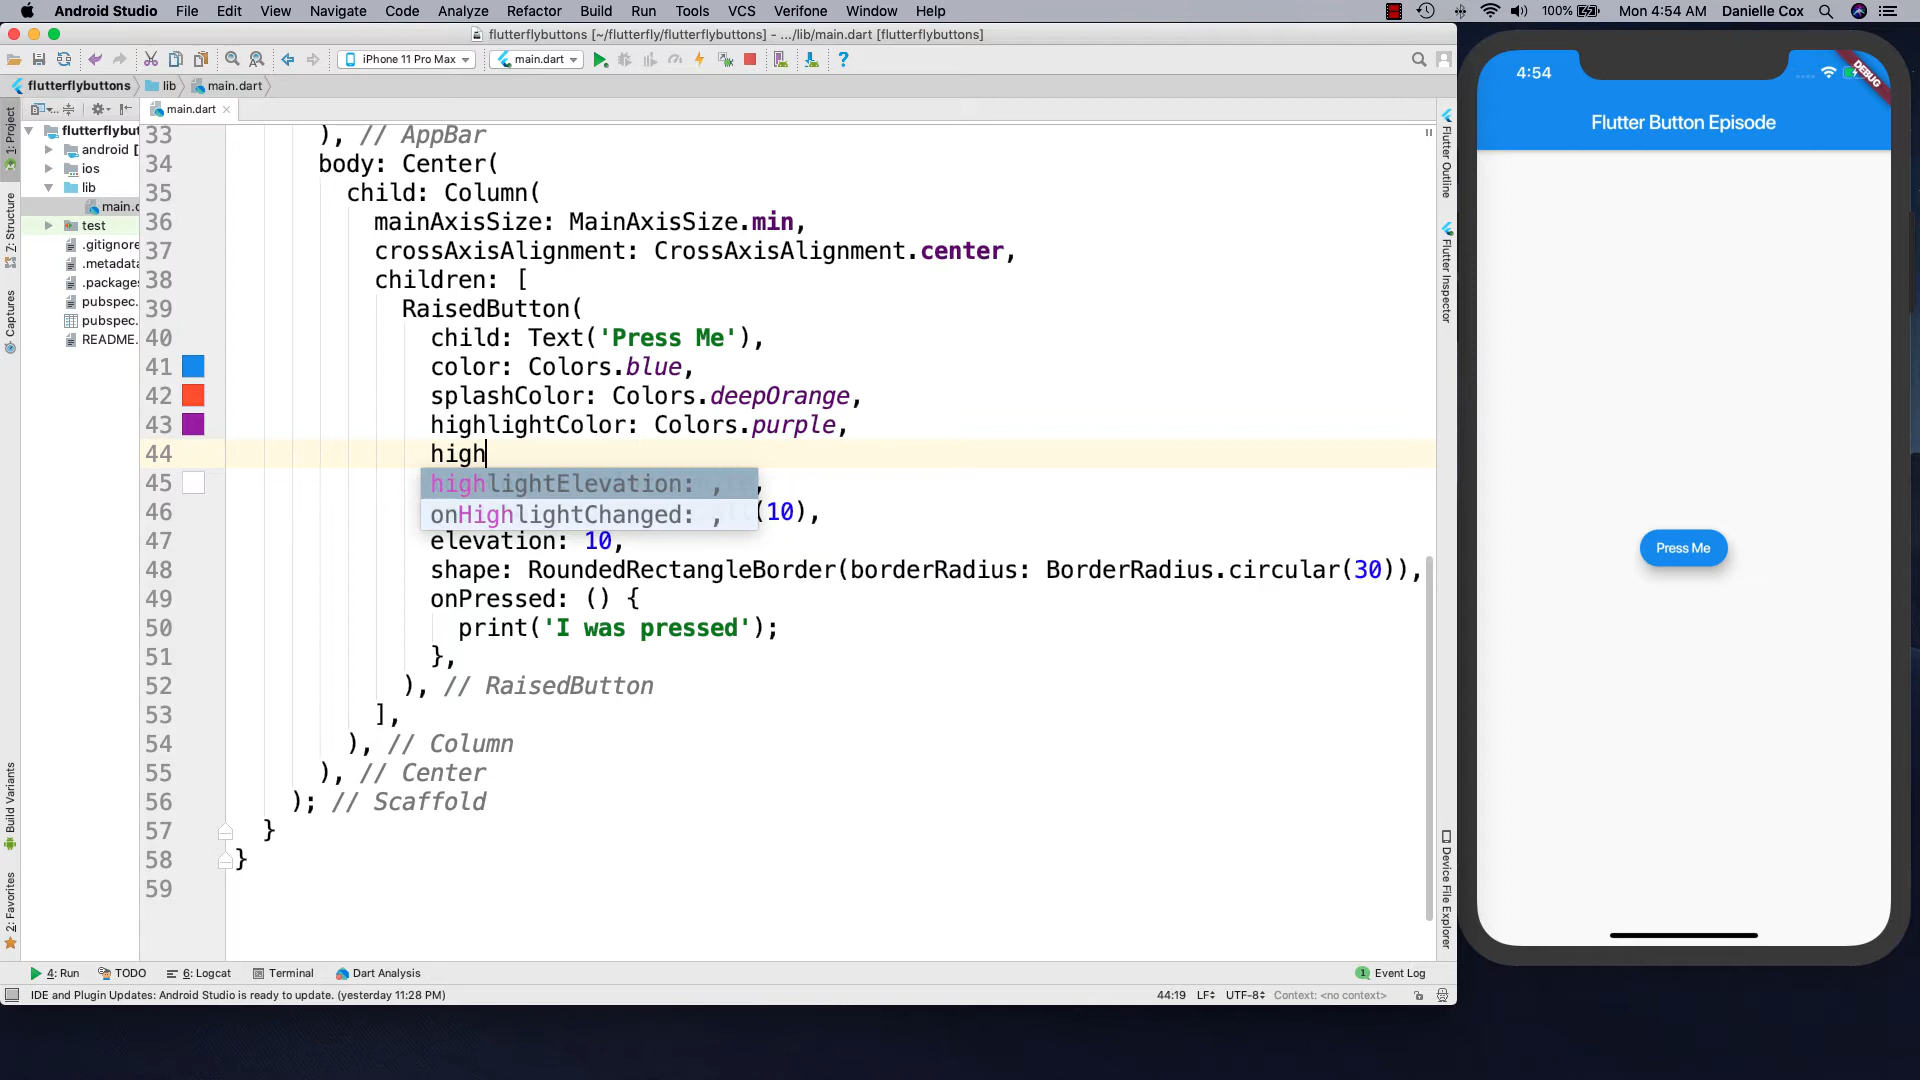 Android Studio File Edit View Navigate Code Analyze Refactor Build Run Tools VCS Verifone Window Help 100% Mon 4:54 AM Danielle Cox
flutterflybuttons [~/flutterfly/flutterflybuttons] - .../lib/main.dart [flutterflybuttons]
iPhone 11 Pro Max main.dart
flutterflybuttons lib main.dart
main.dart
1: Project
Z: Structure
Captures
Build Variants
2: Favorites
flutterflybut
android [
ios
lib
main.d
test
.gitignore
.metadata
.packages
pubspec.
pubspec.
README.
33 ), // AppBar
34 body: Center(
35 child: Column(
36 mainAxisSize: MainAxisSize.min,
37 crossAxisAlignment: CrossAxisAlignment.center,
38 children: [
39 RaisedButton(
40 child: Text('Press Me'),
41 color: Colors.blue,
42 splashColor: Colors.deepOrange,
43 highlightColor: Colors.purple,
44 high
highlightElevation: ,
onHighlightChanged: ,
45 ,
46 (10),
47 elevation: 10,
48 shape: RoundedRectangleBorder(borderRadius: BorderRadius.circular(30)),
49 onPressed: () {
50 print('I was pressed');
51 },
52 ), // RaisedButton
53 ],
54 ), // Column
55 ), // Center
56 ); // Scaffold
57 }
58 }
59
Flutter Outline
Flutter Inspector
Device File Explorer
4: Run TODO 6: Logcat Terminal Dart Analysis 1 Event Log
IDE and Plugin Updates: Android Studio is ready to update. (yesterday 11:28 PM) 44:19 LF UTF-8 Context: <no context>
4:54
DEBUG
Flutter Button Episode
Press Me